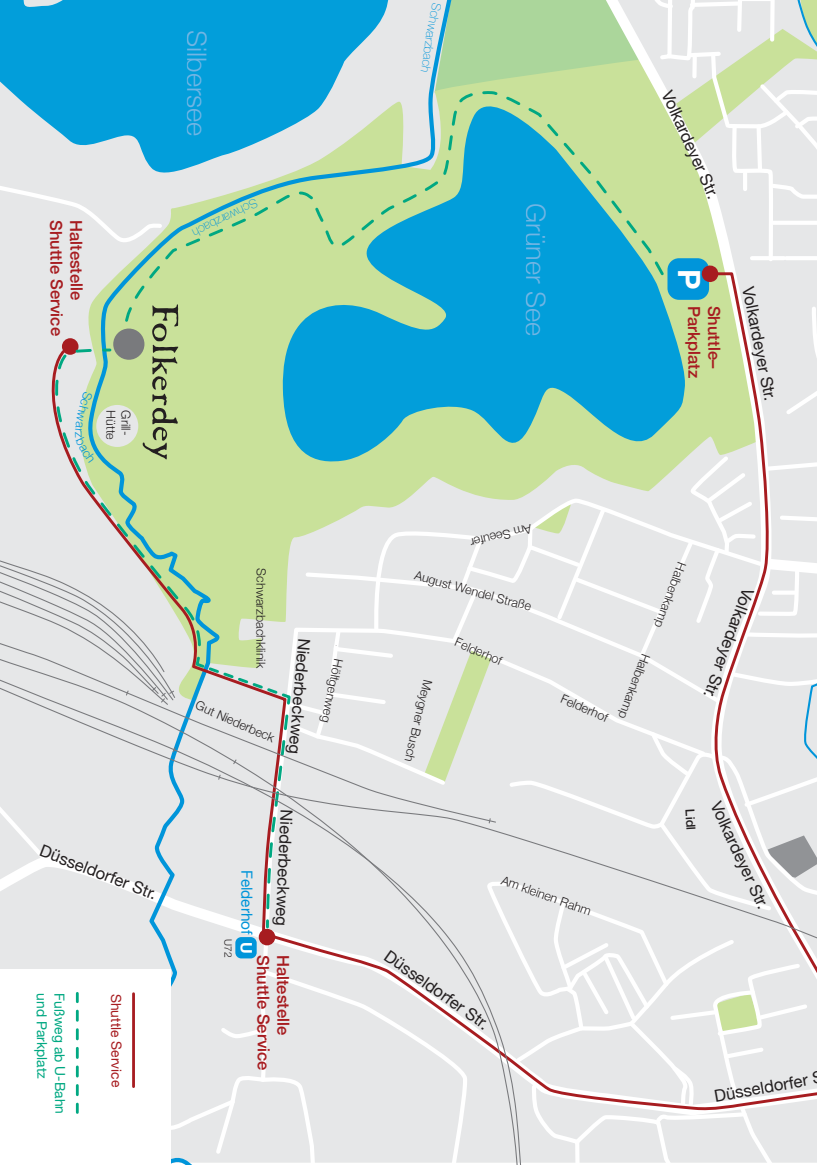 Silbersee
Schwarzbach
Volkardeyer Str.
Grüner See
Schwarzbach
P
Shuttle–
Parkplatz
Volkardeyer Str.
Haltestelle
Shuttle Service
Folkerdey
Grill-
Hütte
Schwarzbach
Am Seeufer
August Wendel Straße
Halbenkamp
Volkardeyer Str.
Schwarzbachklinik
Niederbeckweg
Höltgenweg
Felderhof
Meygner Busch
Halbenkamp
Felderhof
Gut Niederbeck
Niederbeckweg
Lidl
Volkardeyer Str.
Düsseldorfer Str.
Felderhof
U
U72
Haltestelle
Shuttle Service
Am kleinen Rahm
Düsseldorfer Str.
Düsseldorfer S
Shuttle Service
Fußweg ab U-Bahn
und Parkplatz